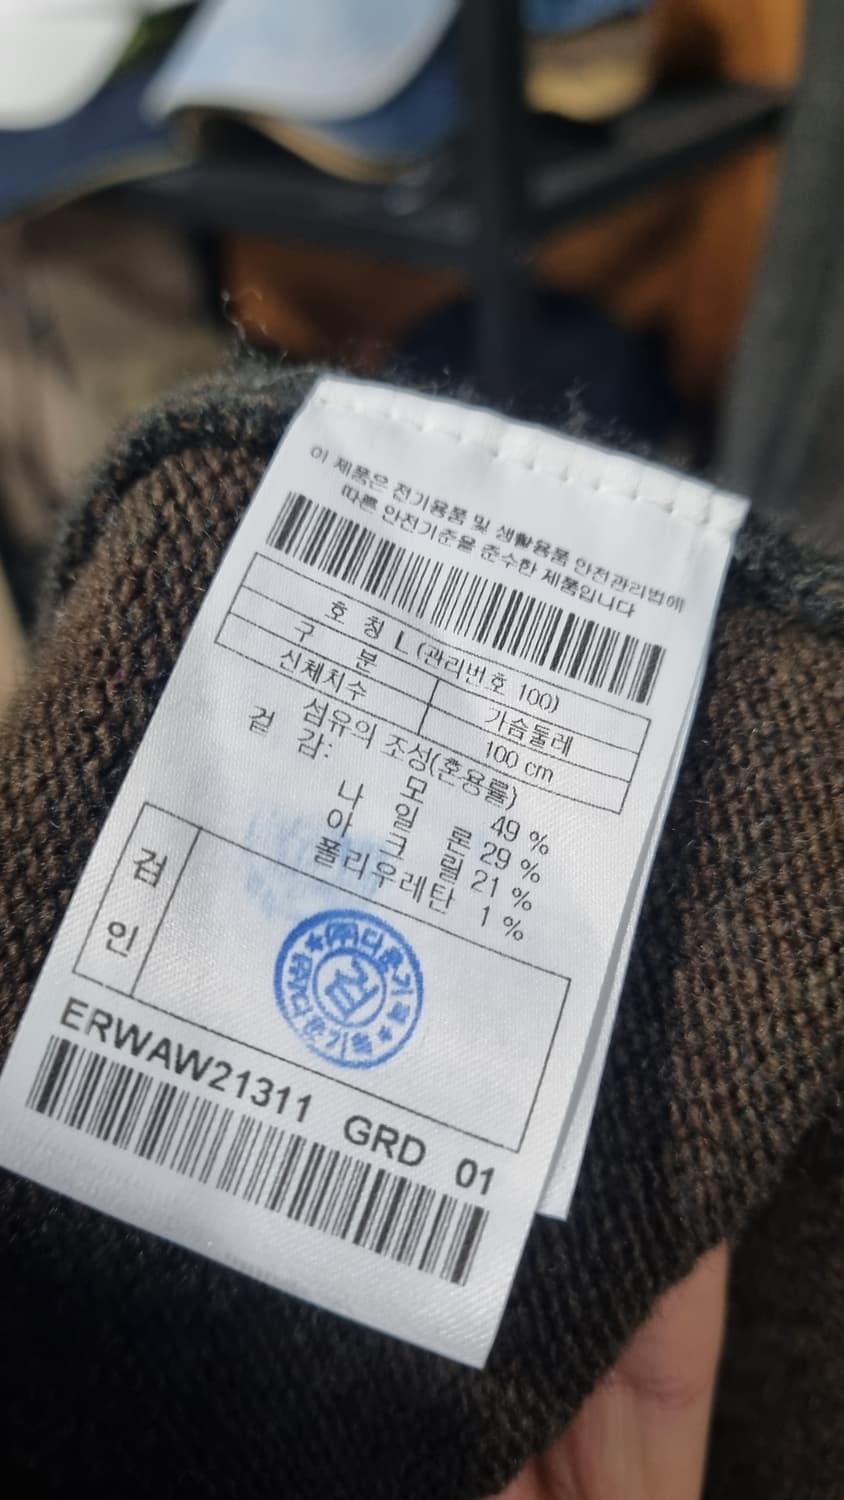 이 제품은 전기용품 및 생활용품 안전관리법에
따른 안전기준을 준수한 제품입니다
호 칭 L (관리번호 100)
구 분 가슴둘레
신체치수 100 cm
섬유의 조성(혼용률)
겉 감:
모 49 %
나 일 론 29 %
아 크 릴 21 %
폴리우레탄 1 %
검 인
검
ERWAW21311 GRD 01